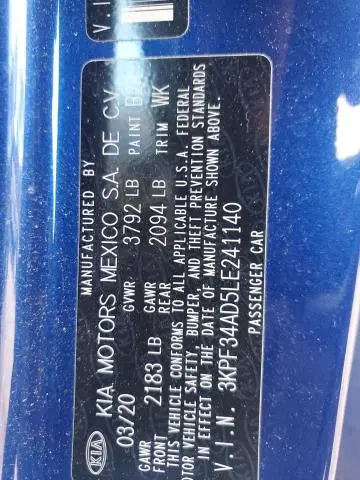 V.I.N
MANUFACTURED BY
KIA KIA MOTORS MEXICO S.A. DE C.V
03/20 GVWR 3792 LB PAINT
GAWR FRONT 2183 LB GAWR REAR 2094 LB TRIM WK
THIS VEHICLE CONFORMS TO ALL APPLICABLE U.S.A. FEDERAL
MOTOR VEHICLE SAFETY, BUMPER, AND THEFT PREVENTION STANDARDS
IN EFFECT ON THE DATE OF MANUFACTURE SHOWN ABOVE.
V.I.N. 3KPF34AD5LE241140
PASSENGER CAR